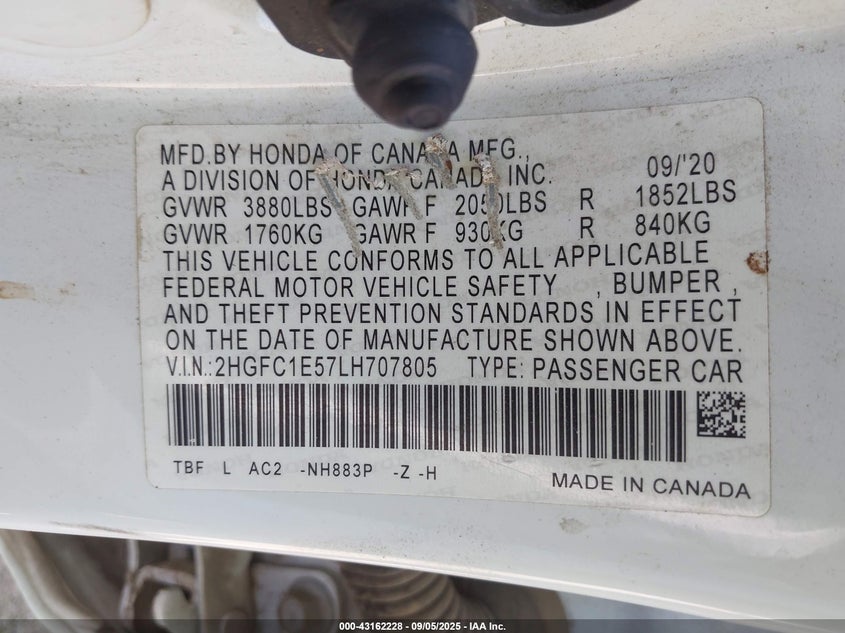 MFD.BY HONDA OF CANADA MFG., 09/'20
A DIVISION OF HONDA CANADA INC.
GVWR 3880LBS GAWR F 2050LBS R 1852LBS
GVWR 1760KG GAWR F 930KG R 840KG
THIS VEHICLE CONFORMS TO ALL APPLICABLE
FEDERAL MOTOR VEHICLE SAFETY , BUMPER ,
AND THEFT PREVENTION STANDARDS IN EFFECT
ON THE DATE OF MANUFACTURE SHOWN ABOVE.
V.I.N.:2HGFC1E57LH707805 TYPE: PASSENGER CAR
TBF L AC2 -NH883P -Z -H
MADE IN CANADA
000-43162228 - 09/05/2025 - IAA Inc.